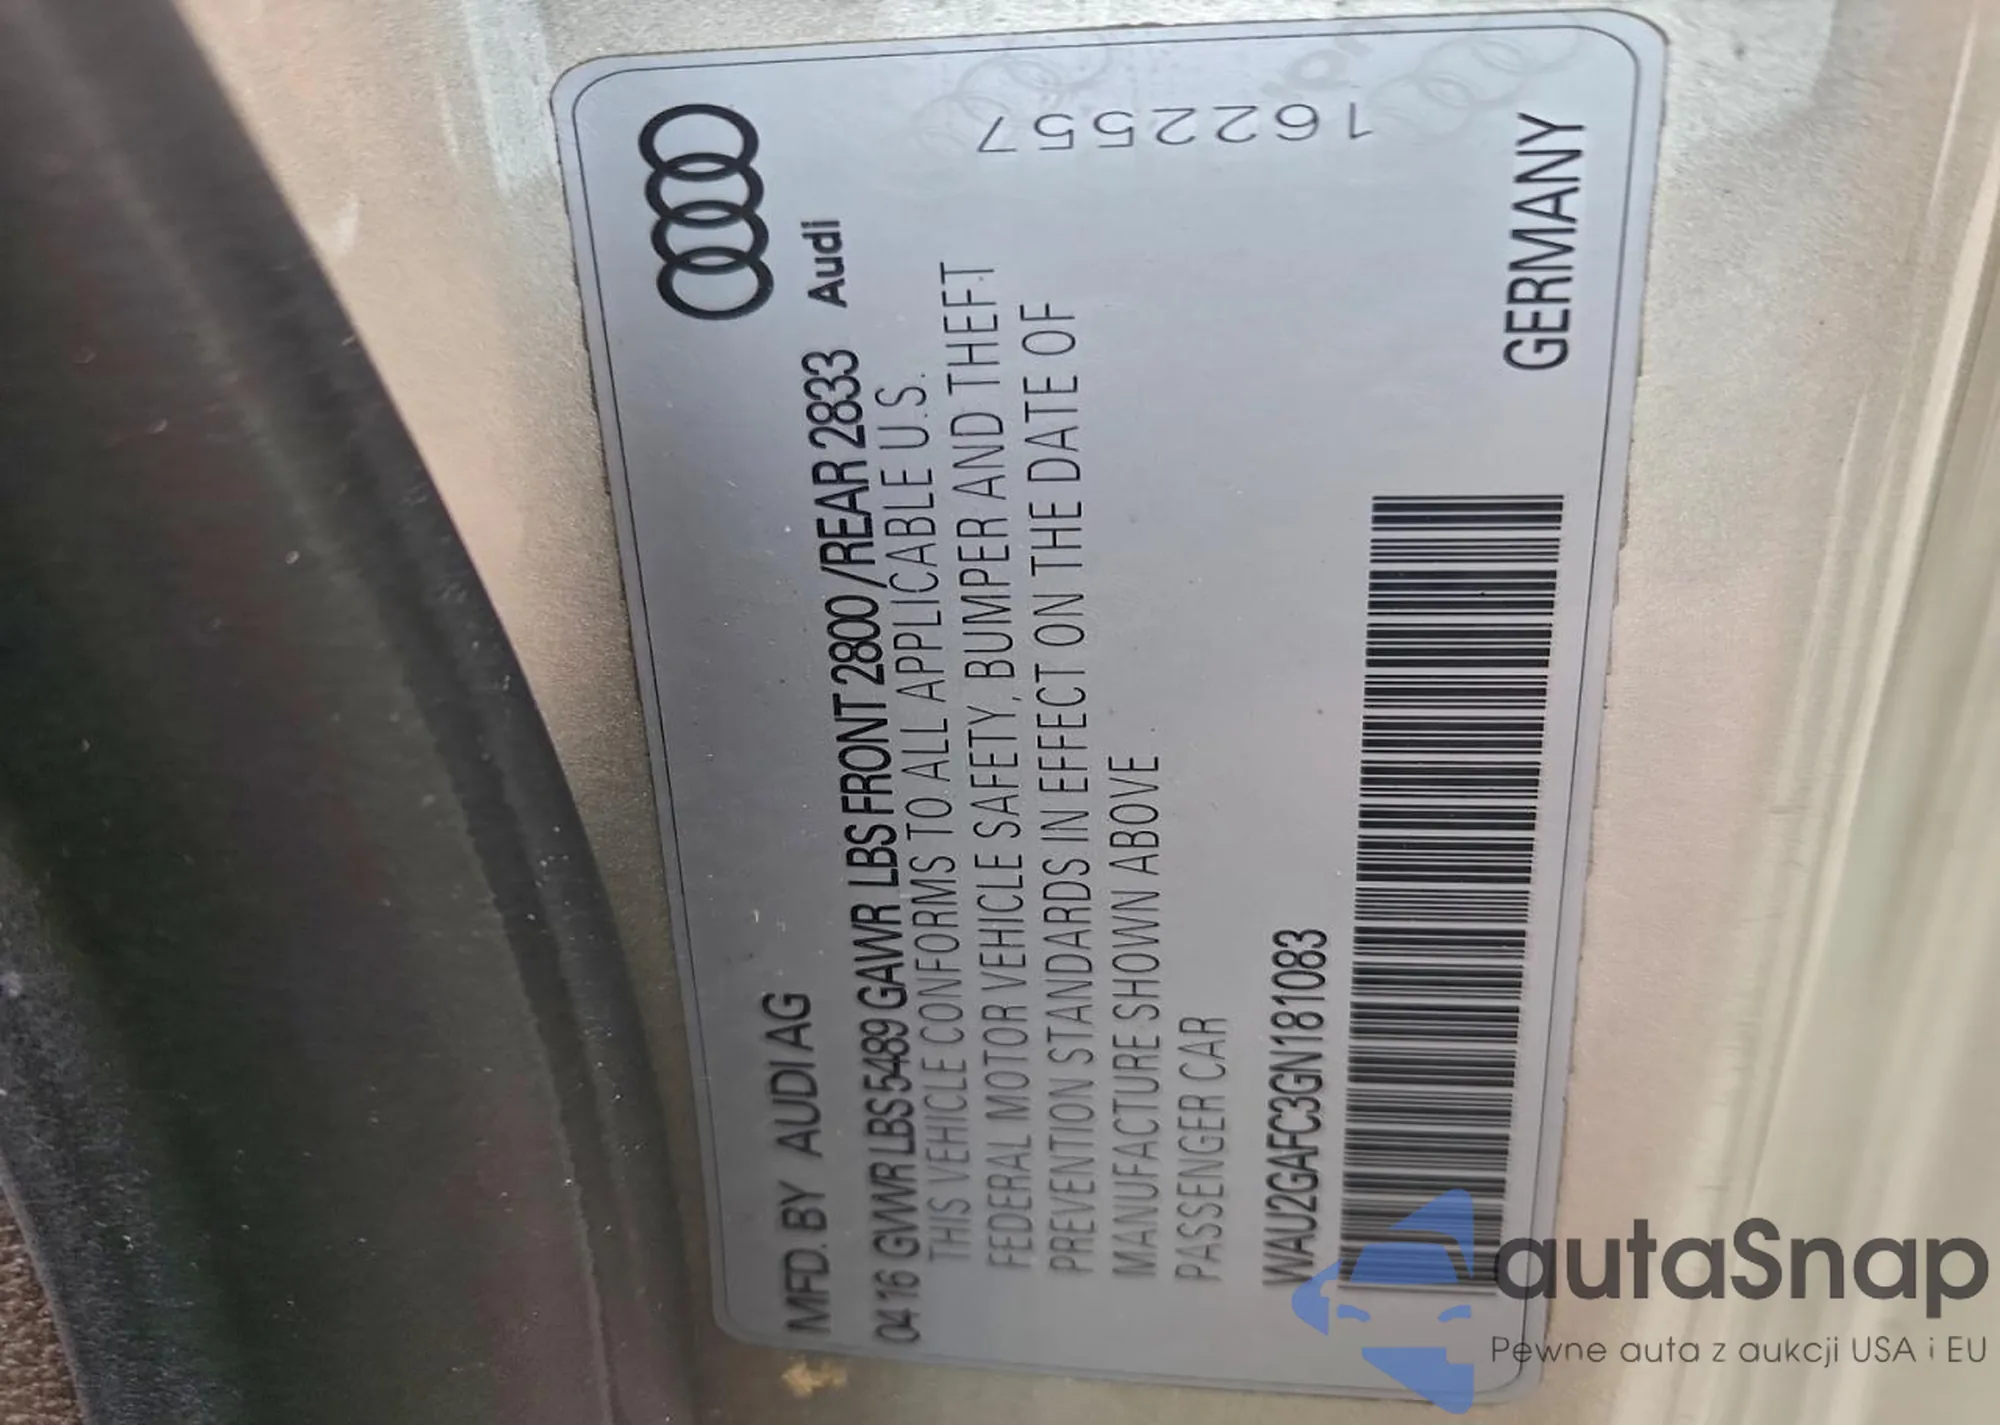 MFD. BY AUDI AG
Audi
04 16 GVWR LBS 5489 GAWR LBS FRONT 2800 /REAR 2833
THIS VEHICLE CONFORMS TO ALL APPLICABLE U.S.
FEDERAL MOTOR VEHICLE SAFETY, BUMPER AND THEFT
PREVENTION STANDARDS IN EFFECT ON THE DATE OF
MANUFACTURE SHOWN ABOVE
PASSENGER CAR
1622557
WAU2GAFC3GN181083
GERMANY
autaSnap
Pewne auta z aukcji USA i EU